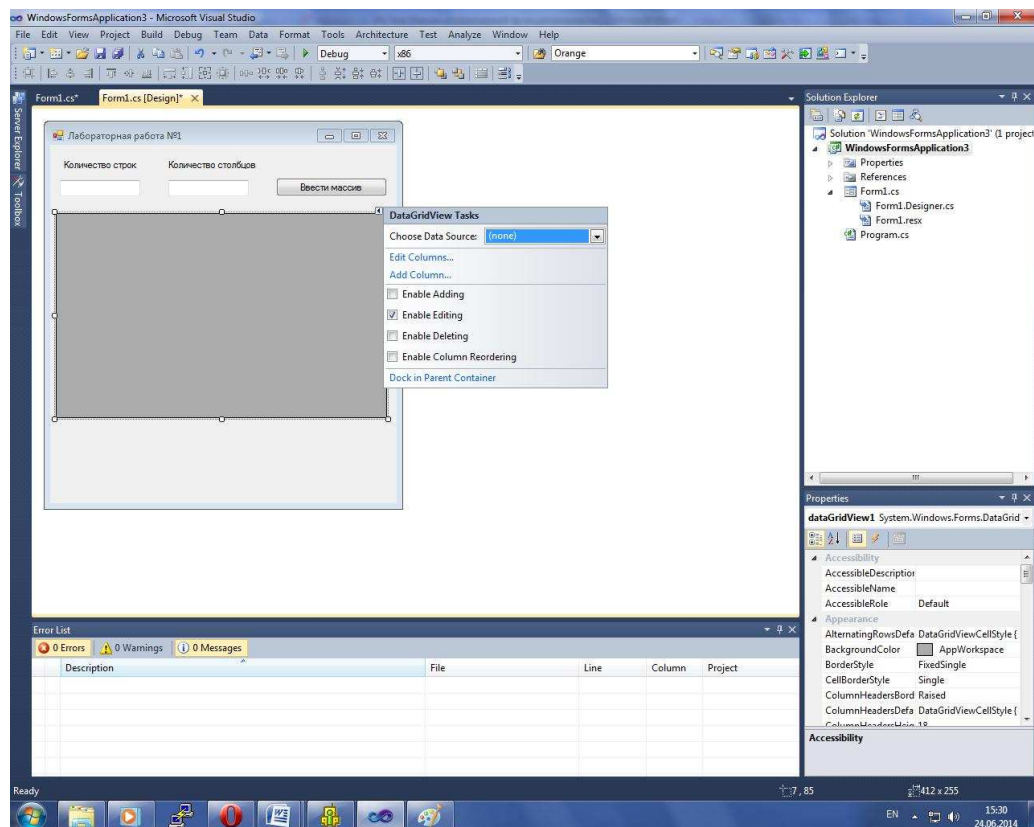 WindowsFormsApplication3 - Microsoft Visual Studio
File Edit View Project Build Debug Team Data Format Tools Architecture Test Analyze Window Help
Debug x86 Orange
Server Explorer
Toolbox
Form1.cs* Form1.cs [Design]*
Лабораторная работа №1
Количество строк Количество столбцов
Ввести массив
DataGridView Tasks
Choose Data Source: (none)
Edit Columns...
Add Column...
Enable Adding
Enable Editing
Enable Deleting
Enable Column Reordering
Dock in Parent Container
Solution Explorer
Solution 'WindowsFormsApplication3' (1 project
WindowsFormsApplication3
Properties
References
Form1.cs
Form1.Designer.cs
Form1.resx
Program.cs
Properties
dataGridView1 System.Windows.Forms.DataGrid
Accessibility
AccessibleDescription
AccessibleName
AccessibleRole Default
Appearance
AlternatingRowsDefa DataGridViewCellStyle {
BackgroundColor AppWorkspace
BorderStyle FixedSingle
CellBorderStyle Single
ColumnHeadersBord Raised
ColumnHeadersDefa DataGridViewCellStyle {
ColumnHeadersHeig 18
Accessibility
Error List
0 Errors 0 Warnings 0 Messages
Description File Line Column Project
Ready 7 , 85 412 x 255
EN 15:30
24.06.2014